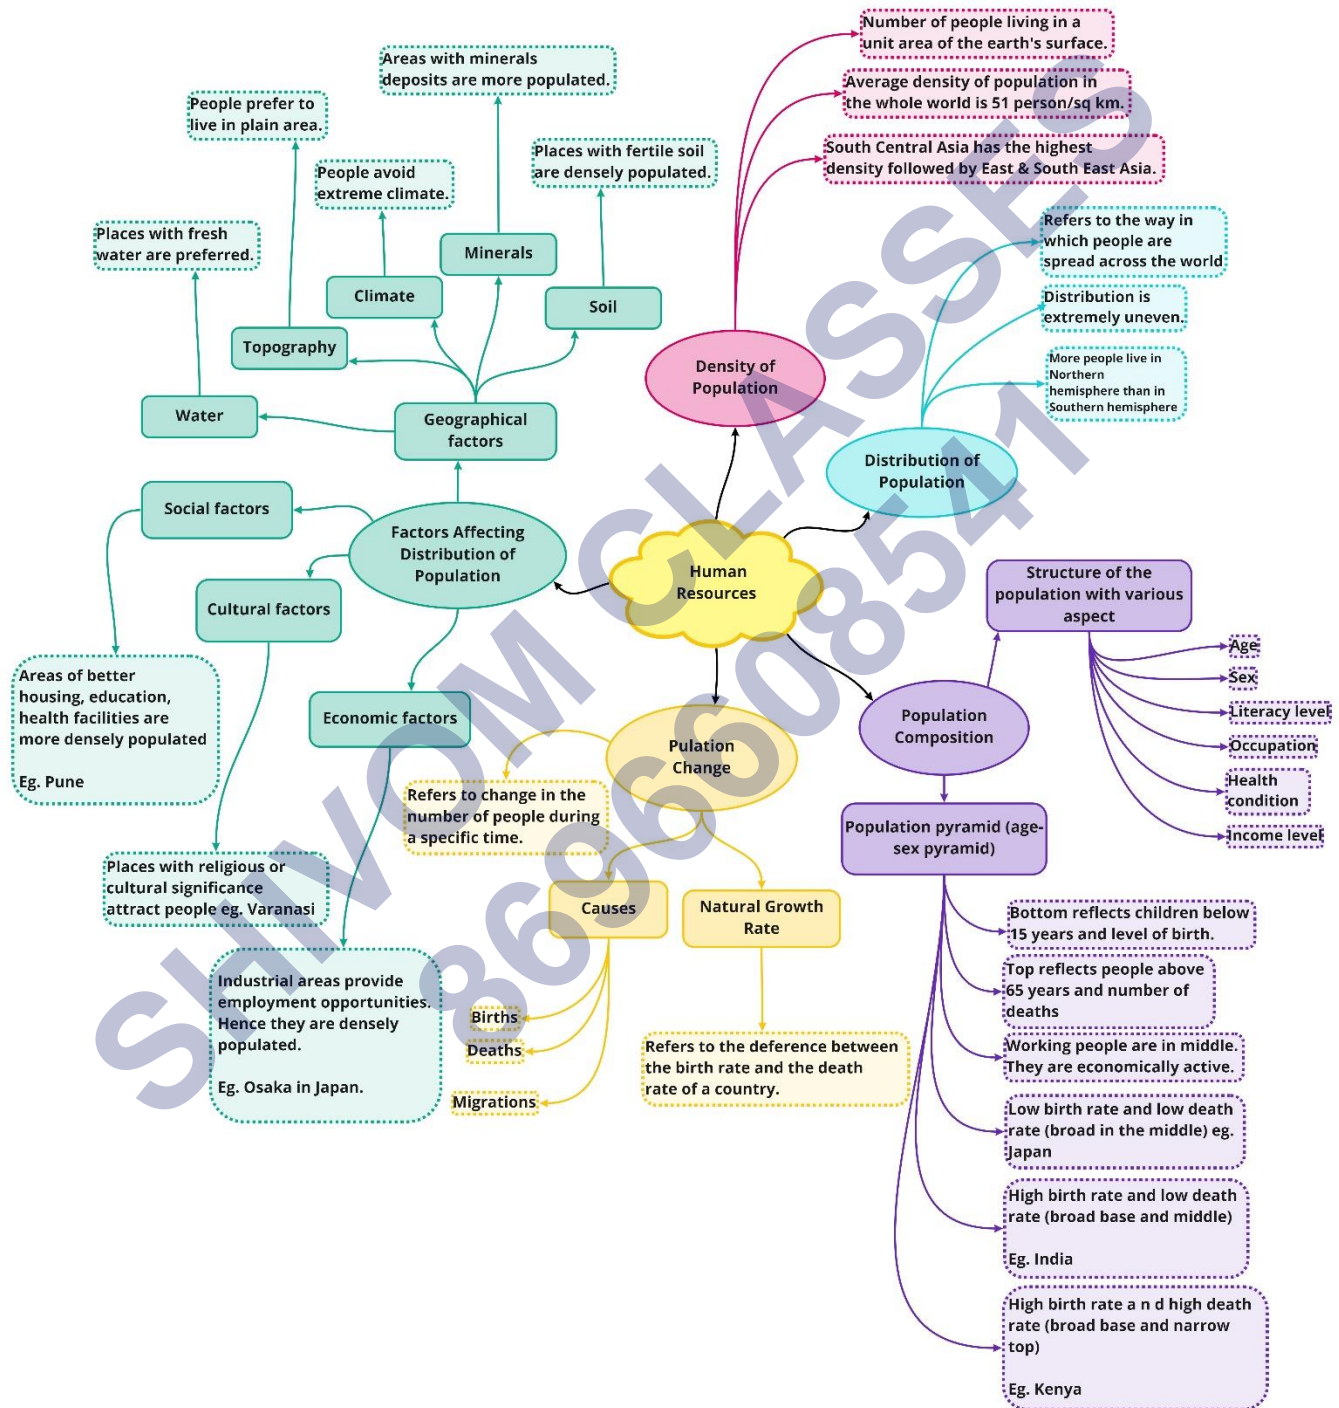 Number of people living in a
unit area of the earth's surface.
Average density of population in
the whole world is 51 person/sq km.
South Central Asia has the highest
density followed by East & South East Asia.
Density of
Population
Refers to the way in
which people are
spread across the world
Distribution is
extremely uneven.
More people live in
Northern
hemisphere than in
Southern hemisphere
Distribution of
Population
Areas with minerals
deposits are more populated.
People prefer to
live in plain area.
Places with fertile soil
are densely populated.
People avoid
extreme climate.
Places with fresh
water are preferred.
Minerals
Climate
Soil
Topography
Water
Geographical
factors
Social factors
Factors Affecting
Distribution of
Population
Cultural factors
Economic factors
Areas of better
housing, education,
health facilities are
more densely populated
Eg. Pune
Places with religious or
cultural significance
attract people eg. Varanasi
Industrial areas provide
employment opportunities.
Hence they are densely
populated.
Eg. Osaka in Japan.
Human
Resources
Pulation
Change
Refers to change in the
number of people during
a specific time.
Causes
Natural Growth
Rate
Births
Deaths
Migrations
Refers to the deference between
the birth rate and the death
rate of a country.
Population
Composition
Structure of the
population with various
aspect
Age
Sex
Literacy level
Occupation
Health
condition
Income level
Population pyramid (age-
sex pyramid)
Bottom reflects children below
15 years and level of birth.
Top reflects people above
65 years and number of
deaths
Working people are in middle.
They are economically active.
Low birth rate and low death
rate (broad in the middle) eg.
Japan
High birth rate and low death
rate (broad base and middle)
Eg. India
High birth rate a n d high death
rate (broad base and narrow
top)
Eg. Kenya
SHIVOM CLASSES
8696608541